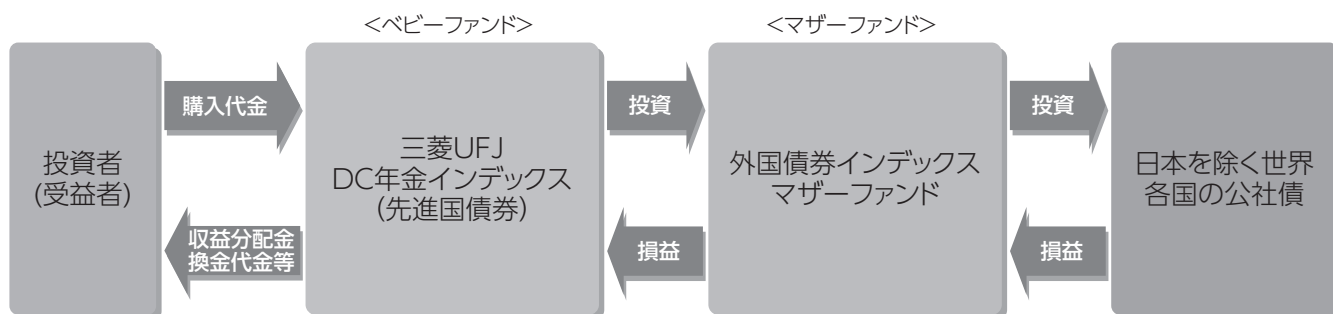 <ベビーファンド>
<マザーファンド>
投資者
(受益者)
購入代金
収益分配金
換金代金等
三菱UFJ
DC年金インデックス
(先進国債券)
投資
損益
外国債券インデックス
マザーファンド
投資
損益
日本を除く世界
各国の公社債